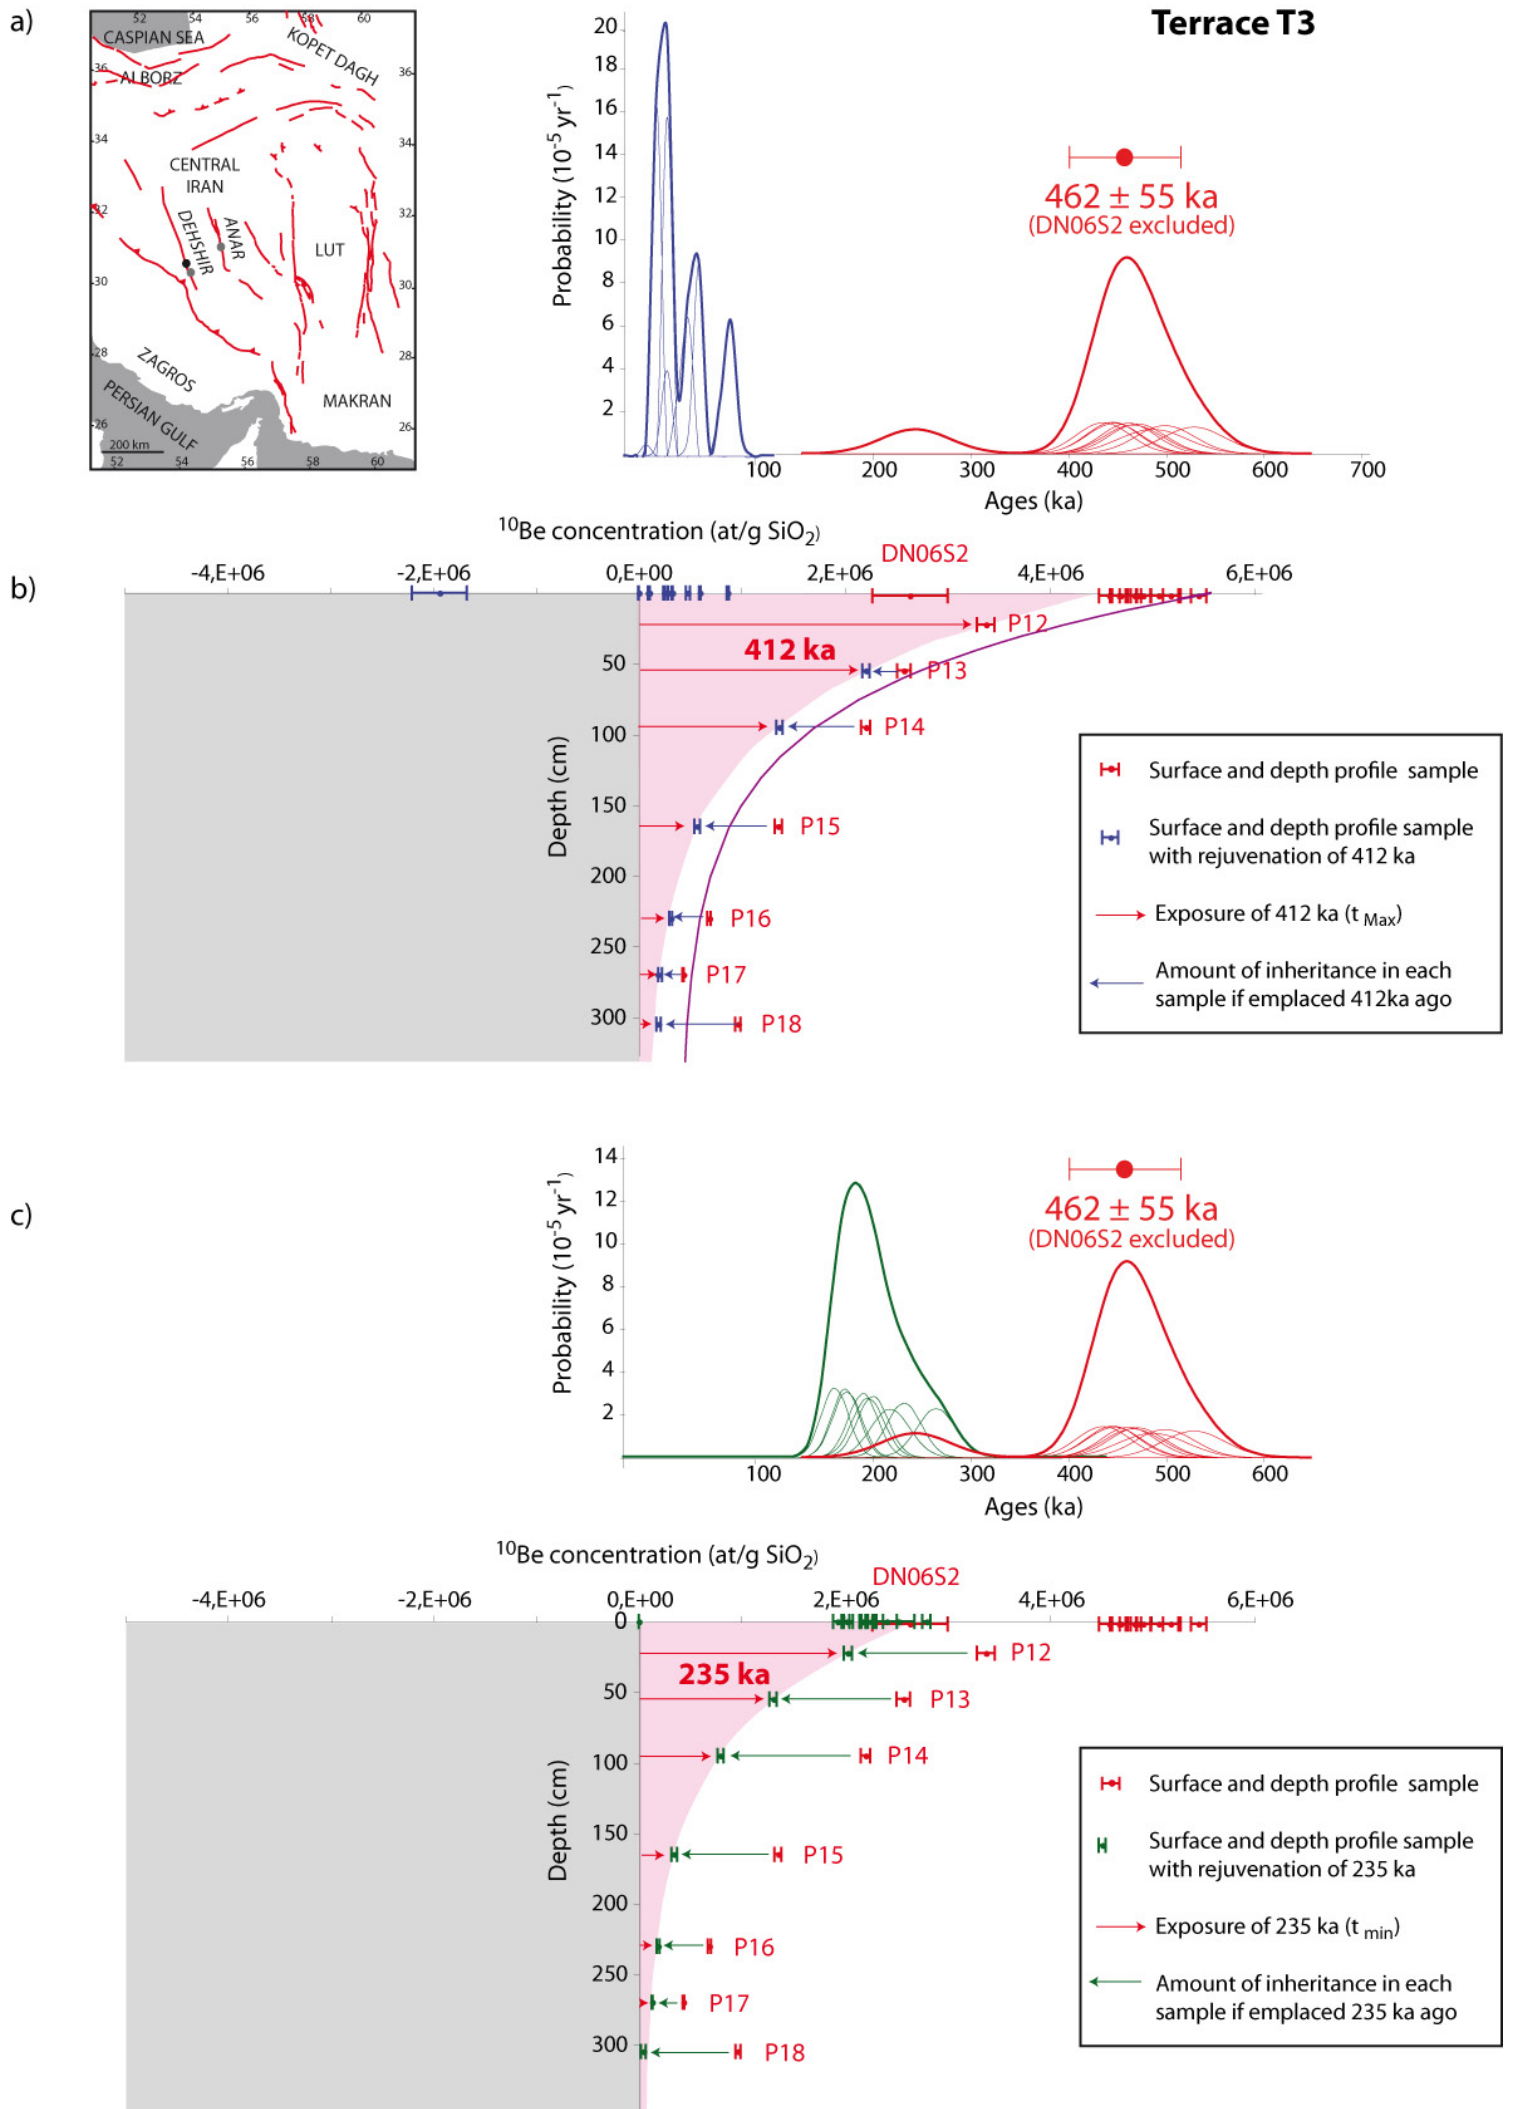 a)
Terrace T3
52 54 56 58 60
CASPIAN SEA
KOPET DAGH
36 36
ALBORZ
34 34
CENTRAL
IRAN
32 32
DEHSHIR
ANAR
LUT
30 30
28 28
ZAGROS
MAKRAN
PERSIAN GULF
26 26
200 km
52 54 56 58 60
Probability (10-5 yr-1)
20
18
16
14
12
10
8
6
4
2
462 ± 55 ka
(DN06S2 excluded)
100 200 300 400 500 600 700
Ages (ka)
b)
10Be concentration (at/g SiO2)
DN06S2
-4,E+06 -2,E+06 0,E+00 2,E+06 4,E+06 6,E+06
P12
412 ka
50
P13
100
P14
Depth (cm)
150
P15
200
P16
250
P17
300
P18
Surface and depth profile sample
Surface and depth profile sample
with rejuvenation of 412 ka
Exposure of 412 ka (t Max)
Amount of inheritance in each
sample if emplaced 412ka ago
c)
Probability (10-5 yr-1)
14
12
10
8
6
4
2
462 ± 55 ka
(DN06S2 excluded)
100 200 300 400 500 600
Ages (ka)
10Be concentration (at/g SiO2)
DN06S2
-4,E+06 -2,E+06 0,E+00 2,E+06 4,E+06 6,E+06
0
P12
235 ka
50
P13
100
P14
Depth (cm)
150
P15
200
P16
250
P17
300
P18
Surface and depth profile sample
Surface and depth profile sample
with rejuvenation of 235 ka
Exposure of 235 ka (t min)
Amount of inheritance in each
sample if emplaced 235 ka ago